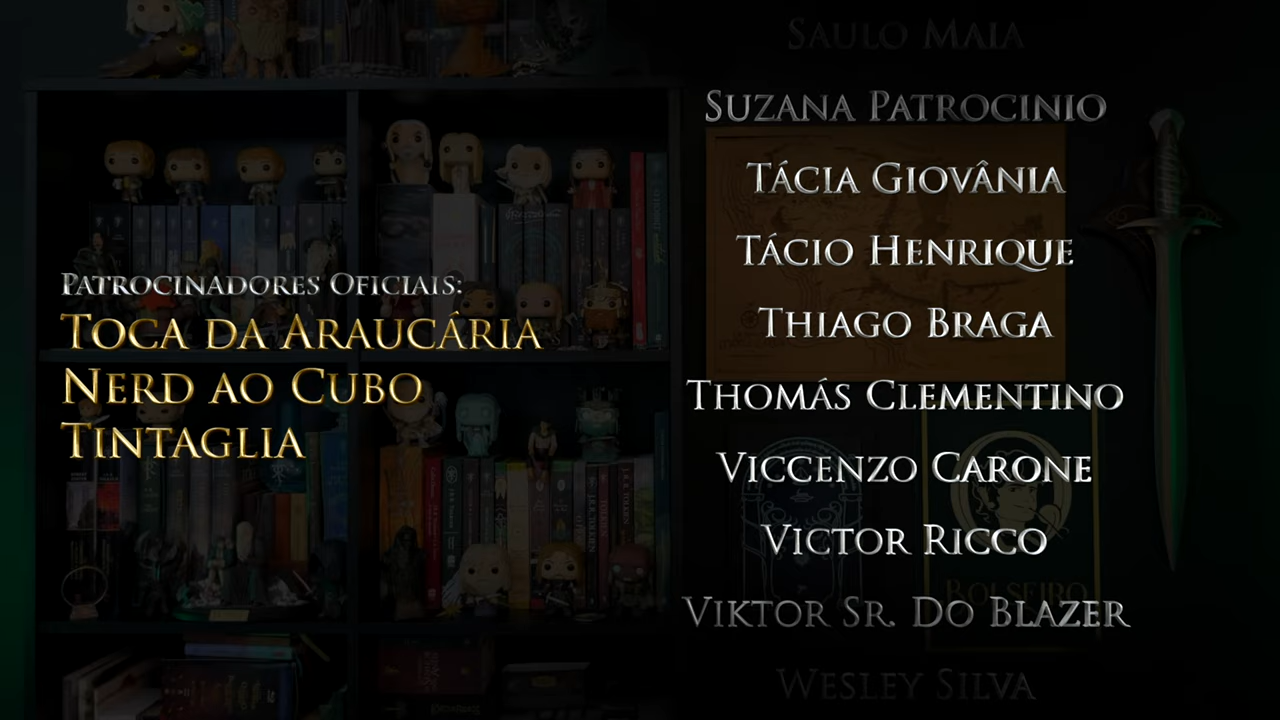 Patrocinadores Oficiais:
Toca da Araucária
Nerd ao Cubo
Tintaglia
Saulo Maia
Suzana Patrocinio
Tácia Giovânia
Tácio Henrique
Thiago Braga
Thomás Clementino
Viccenzo Carone
Victor Ricco
Bolseiro
Viktor Sr. Do Blazer
Wesley Silva